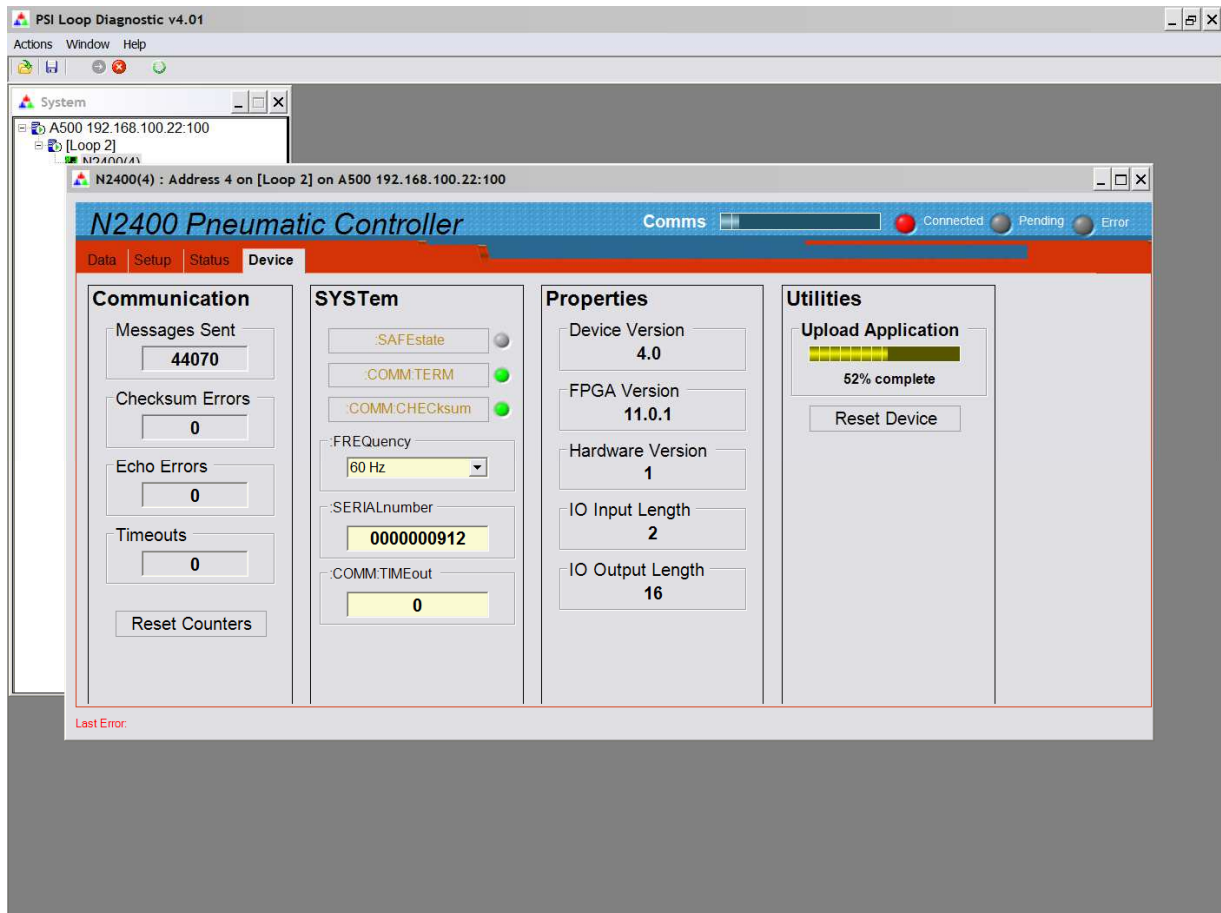 PSI Loop Diagnostic v4.01
Actions Window Help
System
A500 192.168.100.22:100
[Loop 2]
N2400(4)
N2400(4) : Address 4 on [Loop 2] on A500 192.168.100.22:100
N2400 Pneumatic Controller
Comms
Connected
Pending
Error
Data Setup Status Device
Communication
Messages Sent
44070
Checksum Errors
0
Echo Errors
0
Timeouts
0
Reset Counters
SYSTem
:SAFEstate
:COMM:TERM
:COMM:CHECksum
:FREQuency
60 Hz
:SERIALnumber
0000000912
:COMM:TIMEout
0
Properties
Device Version
4.0
FPGA Version
11.0.1
Hardware Version
1
IO Input Length
2
IO Output Length
16
Utilities
Upload Application
52% complete
Reset Device
Last Error: